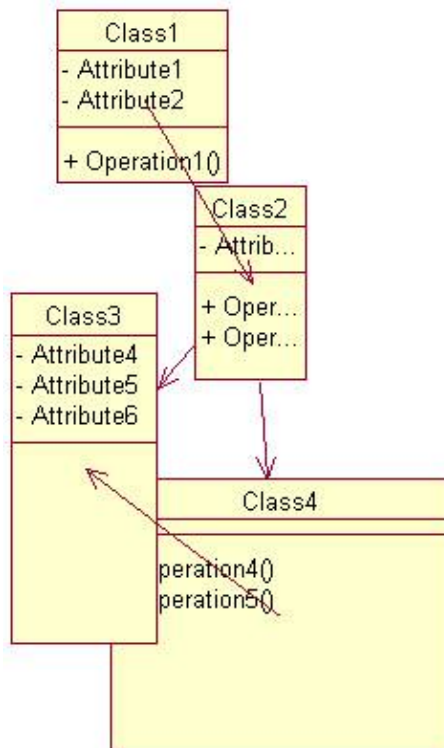 Class1
- Attribute1
- Attribute2
+ Operation1()
Class2
- Attrib...
+ Oper...
+ Oper...
Class3
- Attribute4
- Attribute5
- Attribute6
Class4
peration4()
peration5()